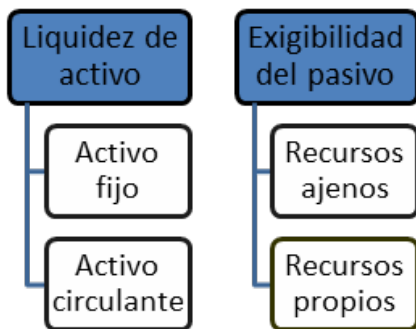 Liquidez de
activo
Activo
fijo
Activo
circulante
Exigibilidad
del pasivo
Recursos
ajenos
Recursos
propios